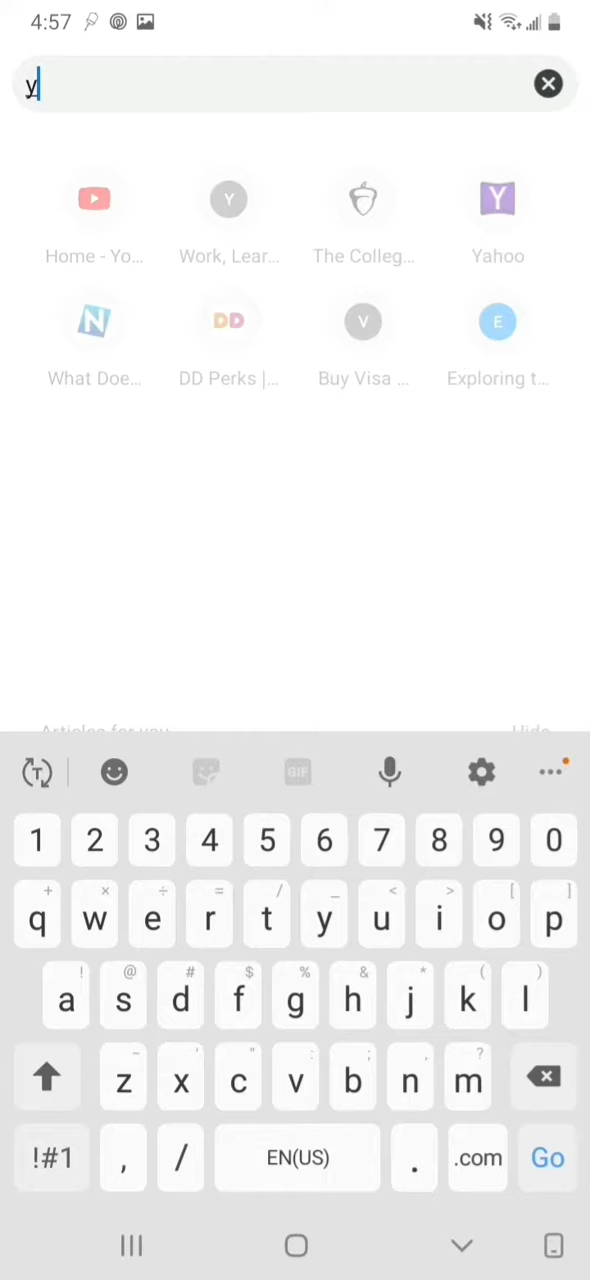 4:57
y
Y
Y
Home - Yo...
Work, Lear...
The Colleg...
Yahoo
N
DD
V
E
What Doe...
DD Perks |...
Buy Visa ...
Exploring t...
Articles for you
Hide
T
GIF
1 2 3 4 5 6 7 8 9 0
+ × ÷ = / _ < > [ ]
q w e r t y u i o p
! @ # $ % & * ( )
a s d f g h j k l
- ' " : ; , ?
z x c v b n m
!#1 , / EN(US) . .com Go